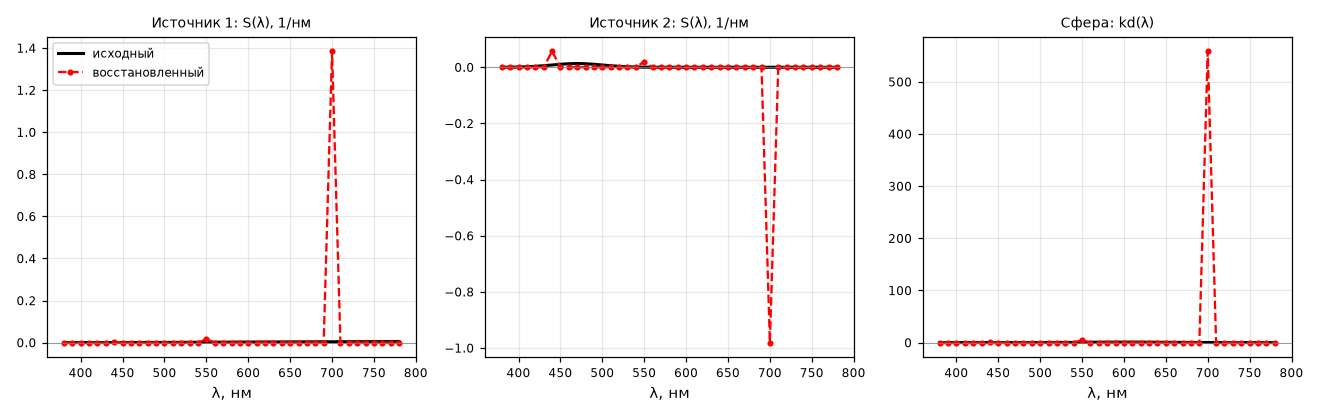 Источник 1: S(λ), 1/нм
исходный
восстановленный
1.4
1.2
1.0
0.8
0.6
0.4
0.2
0.0
400 450 500 550 600 650 700 750 800
λ, нм
Источник 2: S(λ), 1/нм
0.0
−0.2
−0.4
−0.6
−0.8
−1.0
400 450 500 550 600 650 700 750 800
λ, нм
Сфера: kd(λ)
500
400
300
200
100
0
400 450 500 550 600 650 700 750 800
λ, нм